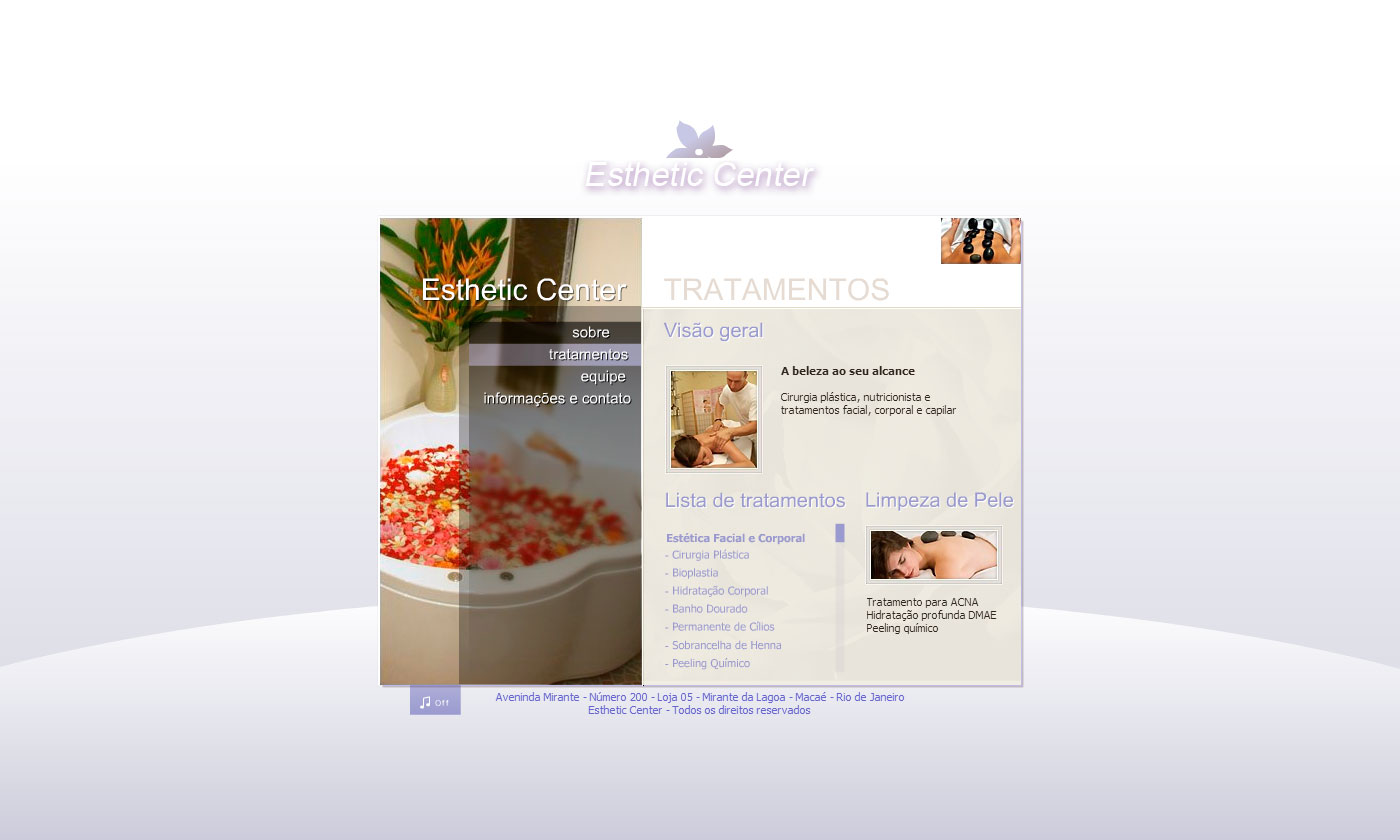 Esthetic Center
Esthetic Center
sobre
tratamentos
equipe
informações e contato
TRATAMENTOS
Visão geral
A beleza ao seu alcance
Cirurgia plástica, nutricionista e
tratamentos facial, corporal e capilar
Lista de tratamentos
Estética Facial e Corporal
- Cirurgia Plástica
- Bioplastia
- Hidratação Corporal
- Banho Dourado
- Permanente de Cílios
- Sobrancelha de Henna
- Peeling Químico
Limpeza de Pele
Tratamento para ACNA
Hidratação profunda DMAE
Peeling químico
Off
Aveninda Mirante - Número 200 - Loja 05 - Mirante da Lagoa - Macaé - Rio de Janeiro
Esthetic Center - Todos os direitos reservados